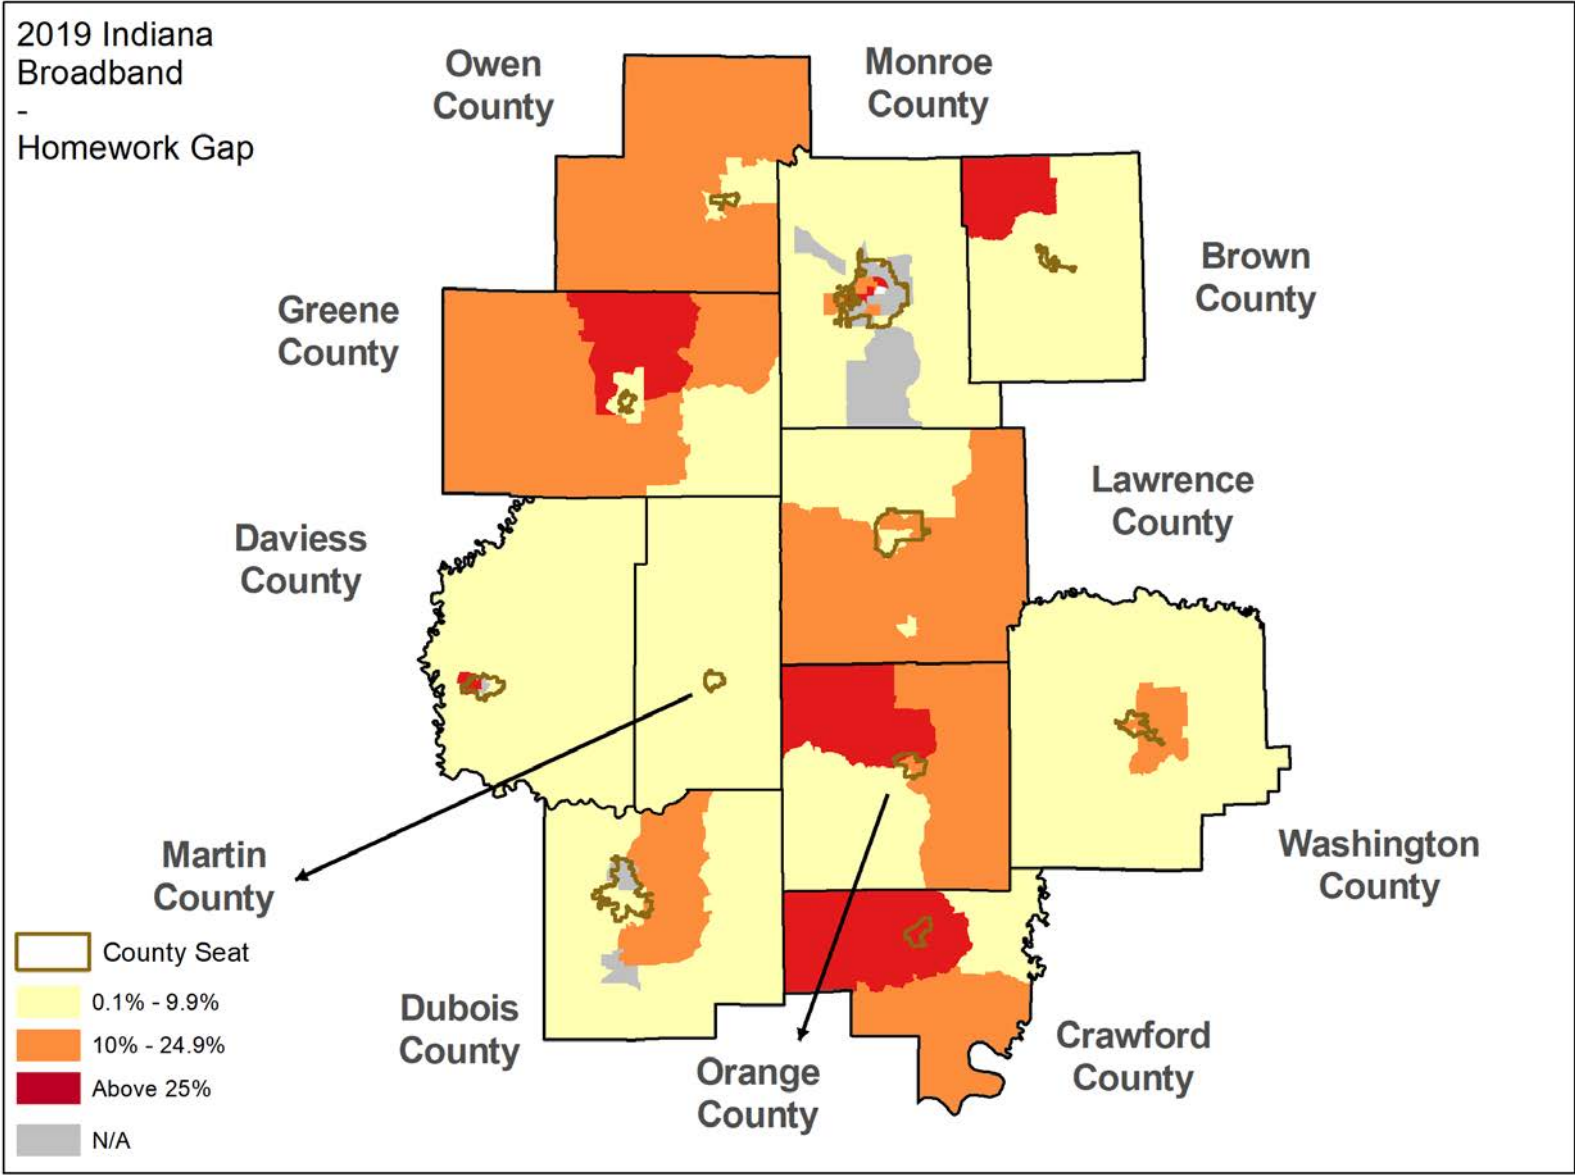 2019 Indiana
Broadband
-
Homework Gap
Owen
County
Monroe
County
Brown
County
Greene
County
Lawrence
County
Daviess
County
Martin
County
Washington
County
Dubois
County
Orange
County
Crawford
County
County Seat
0.1% - 9.9%
10% - 24.9%
Above 25%
N/A